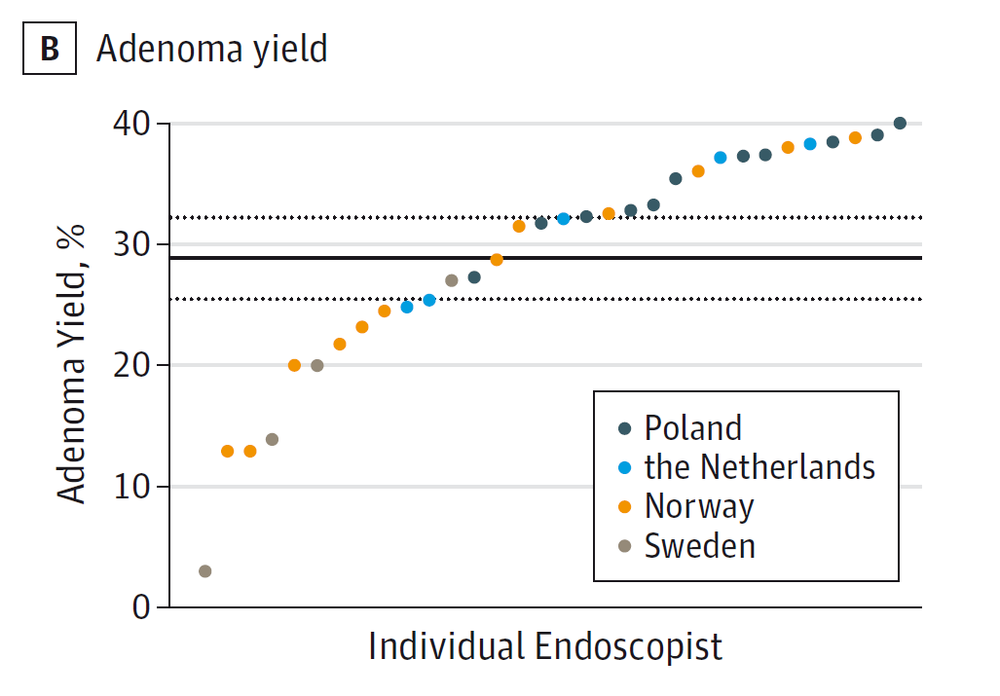 B Adenoma yield
40
30
20
10
0
Adenoma Yield, %
Poland
the Netherlands
Norway
Sweden
Individual Endoscopist